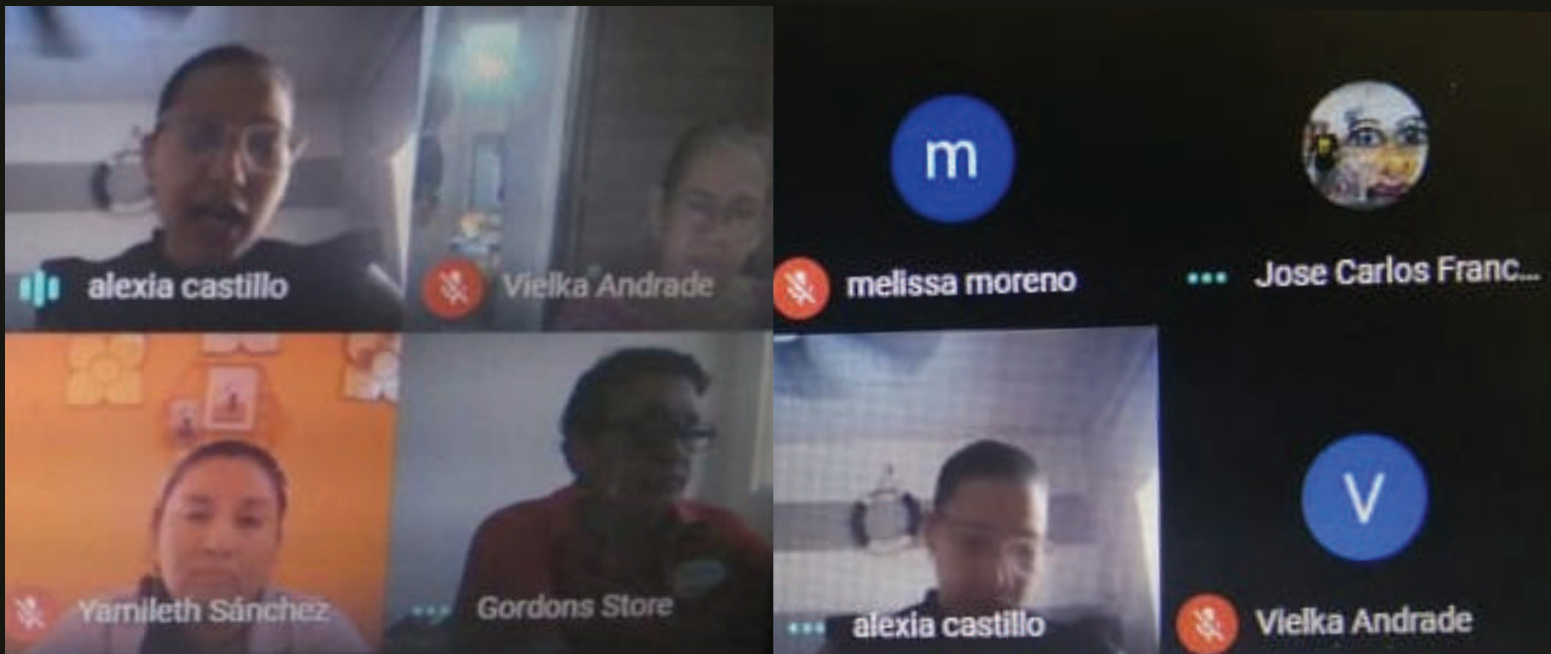 alexia castillo
Vielka Andrade
Yamileth Sánchez
Gordons Store
m
melissa moreno
Jose Carlos Franc...
alexia castillo
V
Vielka Andrade